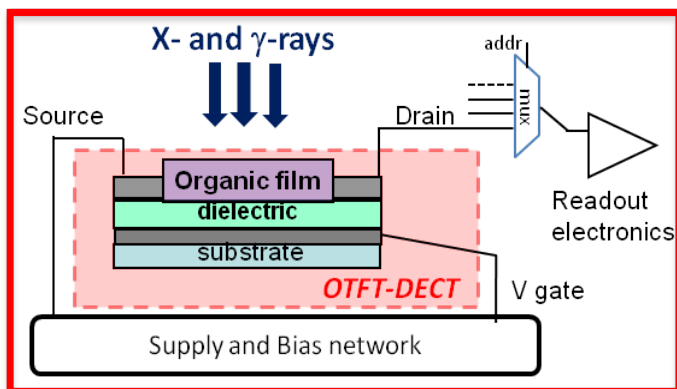 X- and γ-rays
addr
mux
Source
Drain
Organic film
dielectric
substrate
Readout
electronics
OTFT-DECT
V gate
Supply and Bias network